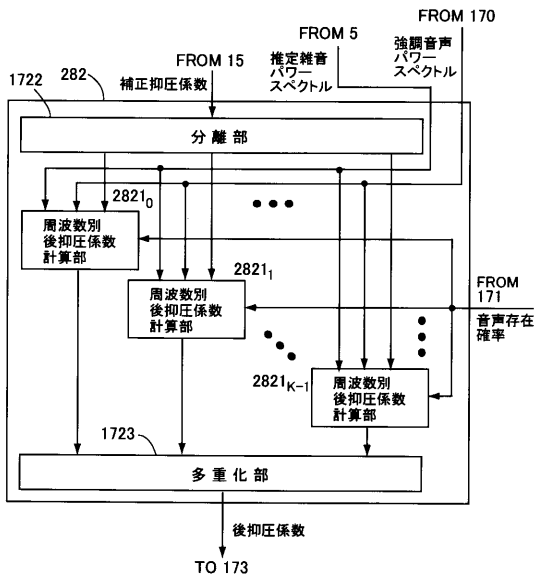 FROM 170
FROM 5
FROM 15
推定雑音
パワー
スペクトル
強調音声
パワー
スペクトル
補正抑圧係数
282
1722
分離部
2821₀
周波数別
後抑圧係数
計算部
2821₁
周波数別
後抑圧係数
計算部
FROM
171
音声存在
確率
2821K−1
周波数別
後抑圧係数
計算部
1723
多重化部
後抑圧係数
TO 173